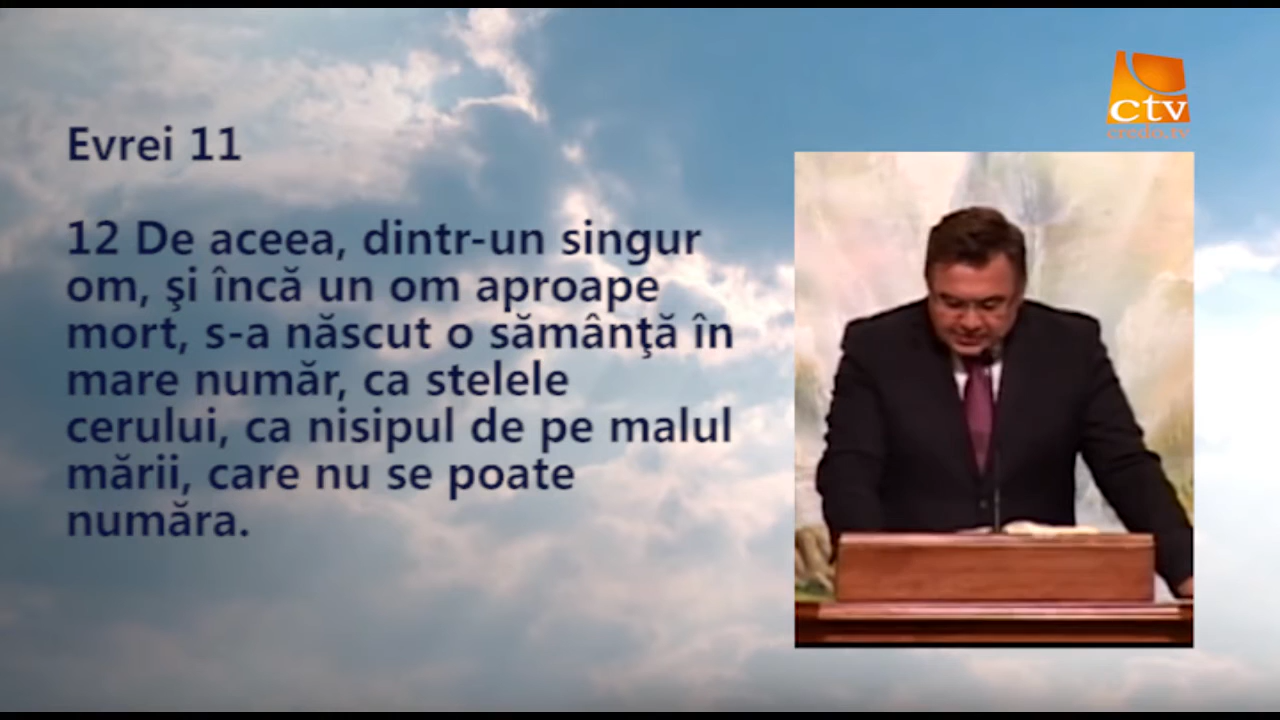 ctv
credo.tv
Evrei 11
12 De aceea, dintr-un singur
om, şi încă un om aproape
mort, s-a născut o sămânţă în
mare număr, ca stelele
cerului, ca nisipul de pe malul
mării, care nu se poate
număra.